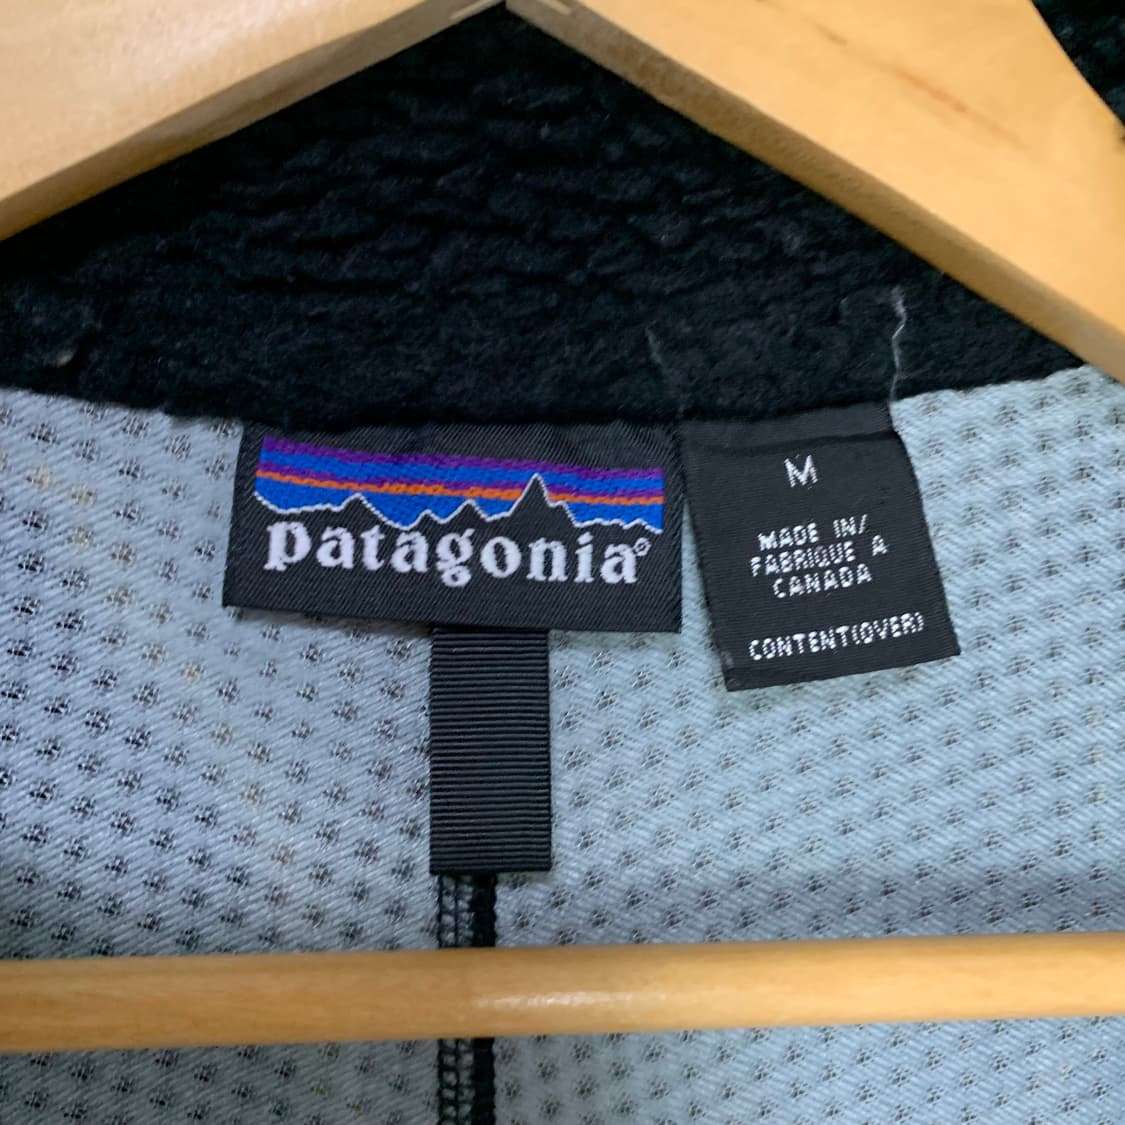 patagonia®
M
MADE IN/
FABRIQUE A
CANADA
CONTENT(OVER)